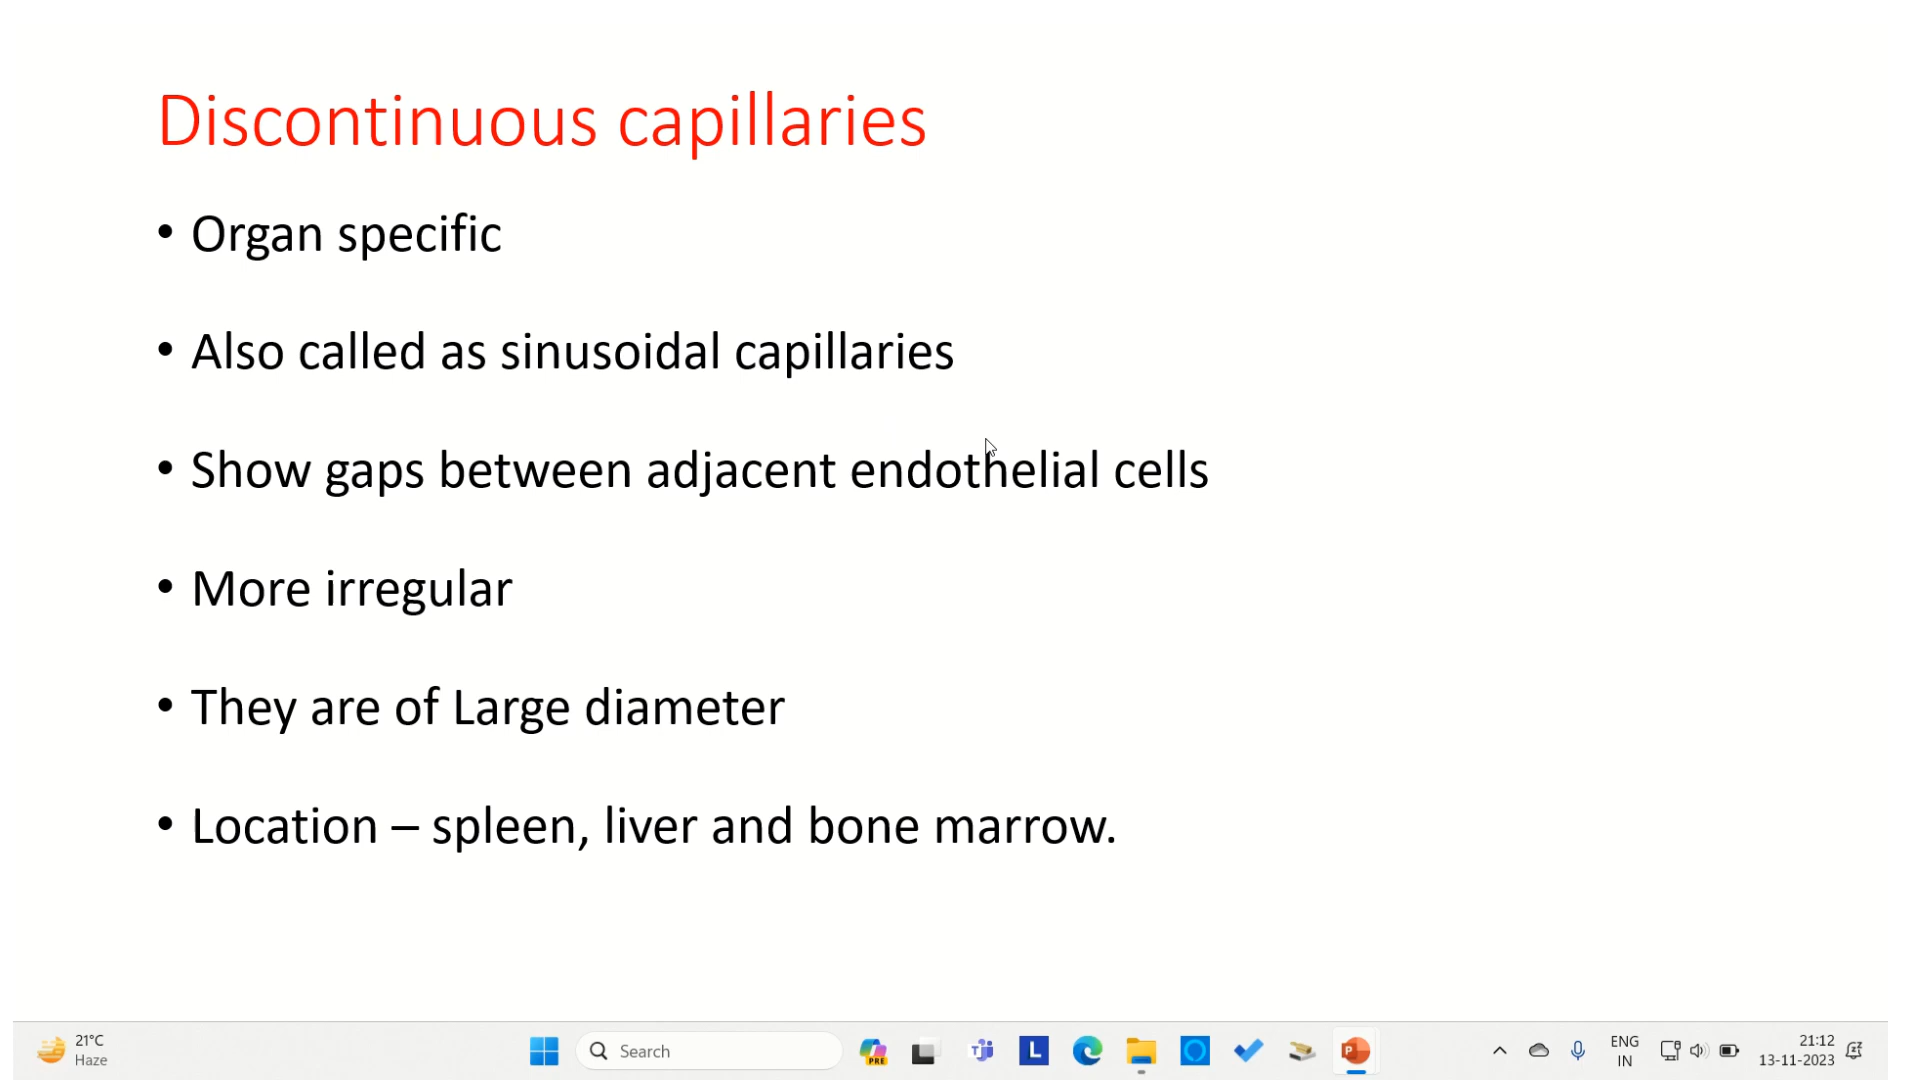 Discontinuous capillaries
• Organ specific
• Also called as sinusoidal capillaries
• Show gaps between adjacent endothelial cells
• More irregular
• They are of Large diameter
• Location – spleen, liver and bone marrow.
21°C
Haze
Search
PRE
L
P
ENG
IN
21:12
13-11-2023